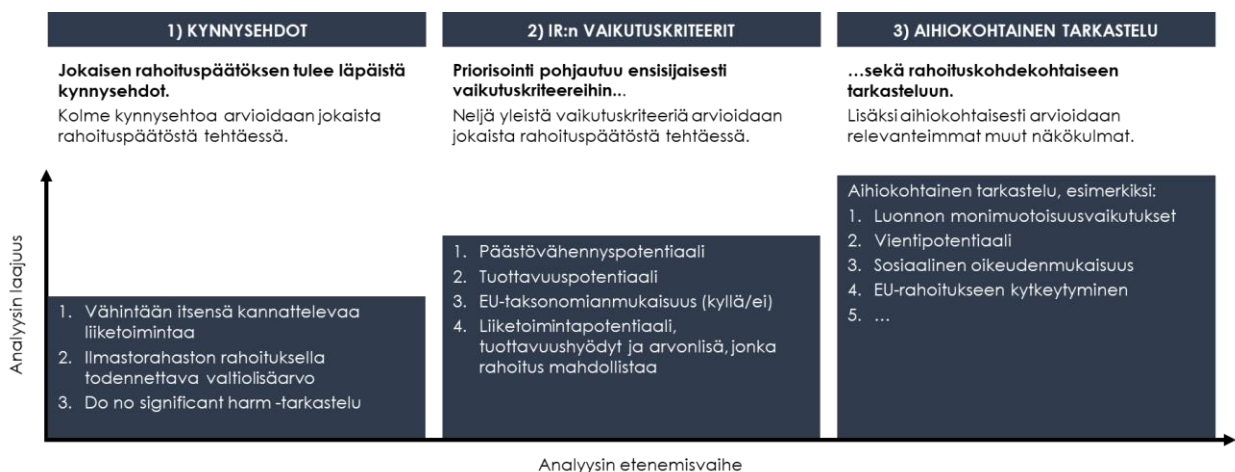 1) KYNNYSEHDOT
Jokaisen rahoituspäätöksen tulee läpäistä
kynnysehdot.
Kolme kynnysehtoa arvioidaan jokaista
rahoituspäätöstä tehtäessä.
2) IR:n VAIKUTUSKRITEERIT
Priorisointi pohjautuu ensisijaisesti
vaikutuskriteereihin...
Neljä yleistä vaikutuskriteeriä arvioidaan
jokaista rahoituspäätöstä tehtäessä.
3) AIHIOKOHTAINEN TARKASTELU
...sekä rahoituskohdekohtaiseen
tarkasteluun.
Lisäksi aihiokohtaisesti arvioidaan
relevanteimmat muut näkökulmat.
Analyysin laajuus
1. Vähintään itsensä kannattelevaa
liiketoimintaa
2. Ilmastorahaston rahoituksella
todennettava valtiolisäarvo
3. Do no significant harm -tarkastelu
1. Päästövähennyspotentiaali
2. Tuottavuuspotentiaali
3. EU-taksonomianmukaisuus (kyllä/ei)
4. Liiketoimintapotentiaali,
tuottavuushyödyt ja arvonlisä, jonka
rahoitus mahdollistaa
Aihiokohtainen tarkastelu, esimerkiksi:
1. Luonnon monimuotoisuusvaikutukset
2. Vientipotentiaali
3. Sosiaalinen oikeudenmukaisuus
4. EU-rahoitukseen kytkeytyminen
5. ...
Analyysin etenemisvaihe